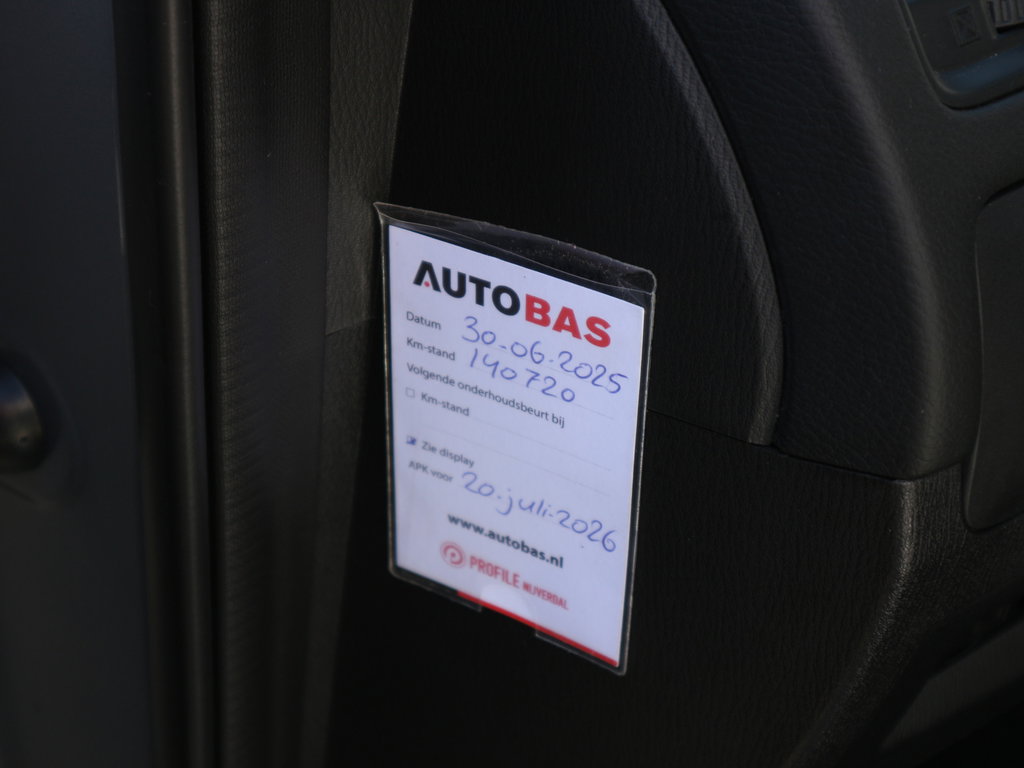 AUTOBAS
Datum 30-06-2025
Km-stand 140720
Volgende onderhoudsbeurt bij
Km-stand
Zie display
APK voor 20-juli-2026
www.autobas.nl
PROFILE NIJVERDAL